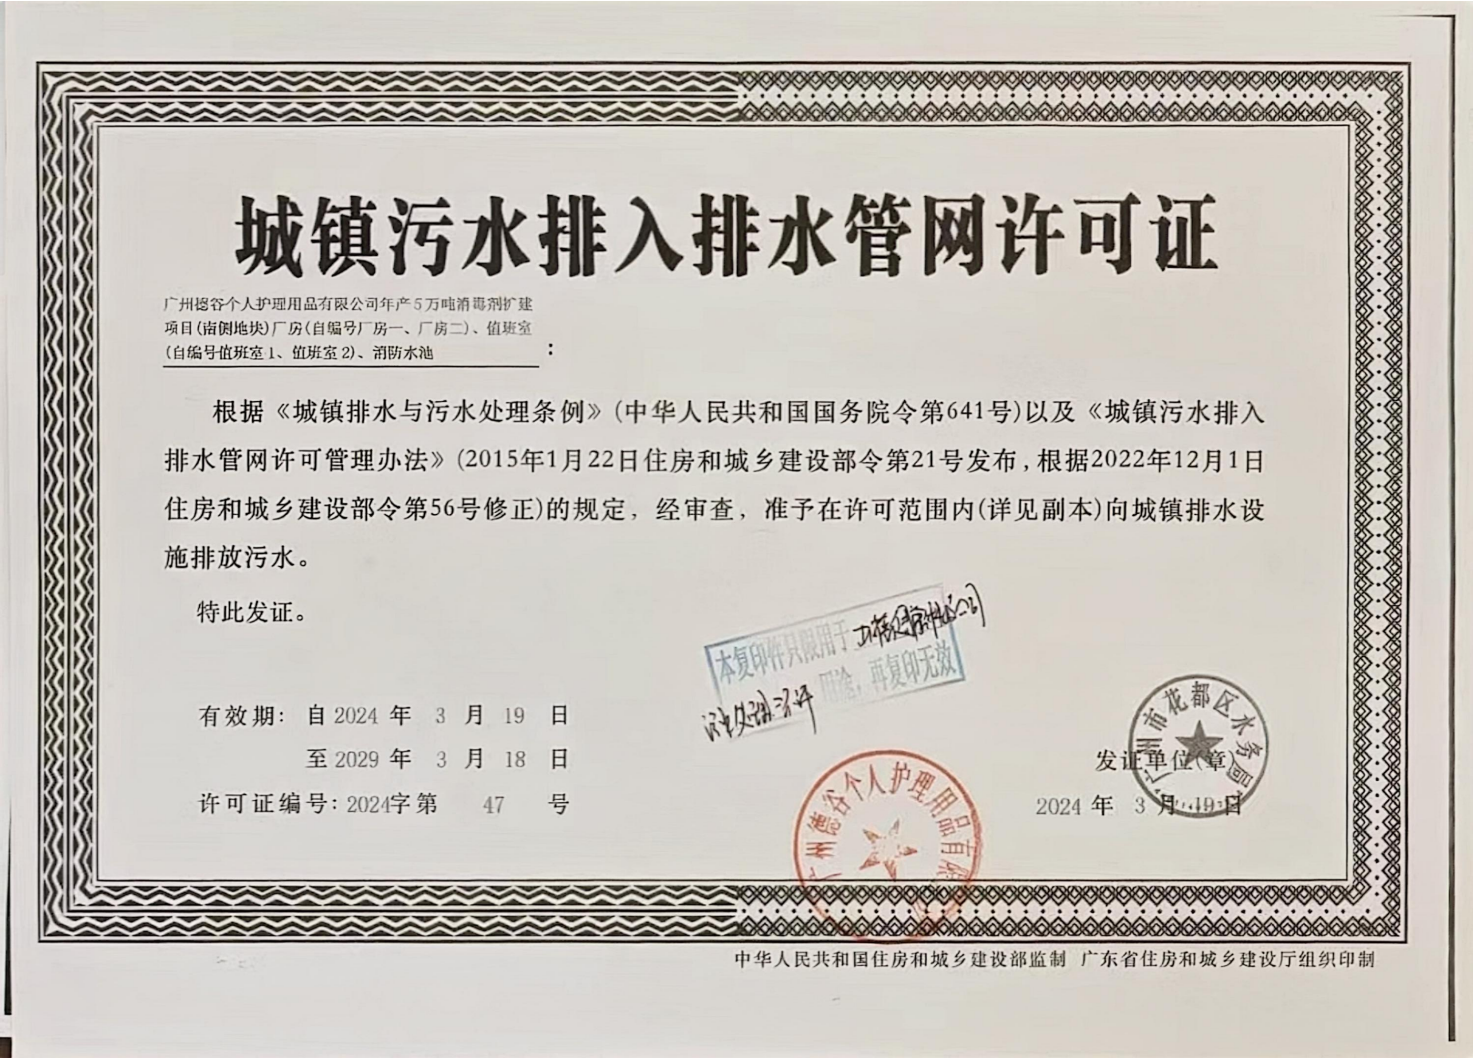 城镇污水排入排水管网许可证
广州德谷个人护理用品有限公司年产5万吨消毒剂扩建
项目(南侧地块)厂房(自编号厂房一、厂房二)、值班室
(自编号值班室1、值班室2)、消防水池
：
根据《城镇排水与污水处理条例》(中华人民共和国国务院令第641号)以及《城镇污水排入
排水管网许可管理办法》(2015年1月22日住房和城乡建设部令第21号发布,根据2022年12月1日
住房和城乡建设部令第56号修正)的规定，经审查，准予在许可范围内(详见副本)向城镇排水设
施排放污水。
特此发证。
本复印件只限用于
用途，再复印无效
有效期：自2024年3月19日
至2029年3月18日
许可证编号：2024字第47号
广州市花都区水务局
发证单位(章)
2024年3月19日
广州德谷个人护理用品有限
中华人民共和国住房和城乡建设部监制 广东省住房和城乡建设厅组织印制